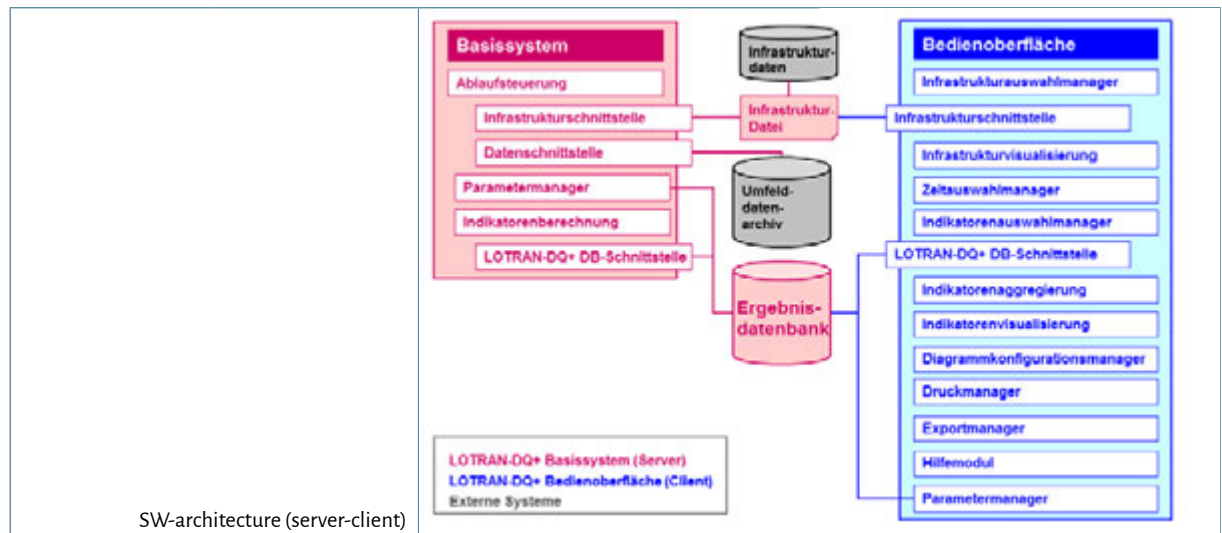 SW-architecture (server-client)
Basissystem
Ablaufsteuerung
Infrastrukturschnittstelle
Datenschnittstelle
Parametermanager
Indikatorenberechnung
LOTRAN-DQ+ DB-Schnittstelle
Infrastruktur-
daten
Infrastruktur-
Datei
Umfeld-
daten-
archiv
Ergebnis-
datenbank
Bedienoberfläche
Infrastrukturauswahlmanager
Infrastrukturschnittstelle
Infrastrukturvisualisierung
Zeitauswahlmanager
Indikatorenauswahlmanager
LOTRAN-DQ+ DB-Schnittstelle
Indikatorenaggregierung
Indikatorenvisualisierung
Diagrammkonfigurationsmanager
Druckmanager
Exportmanager
Hilfemodul
Parametermanager
LOTRAN-DQ+ Basissystem (Server)
LOTRAN-DQ+ Bedienoberfläche (Client)
Externe Systeme